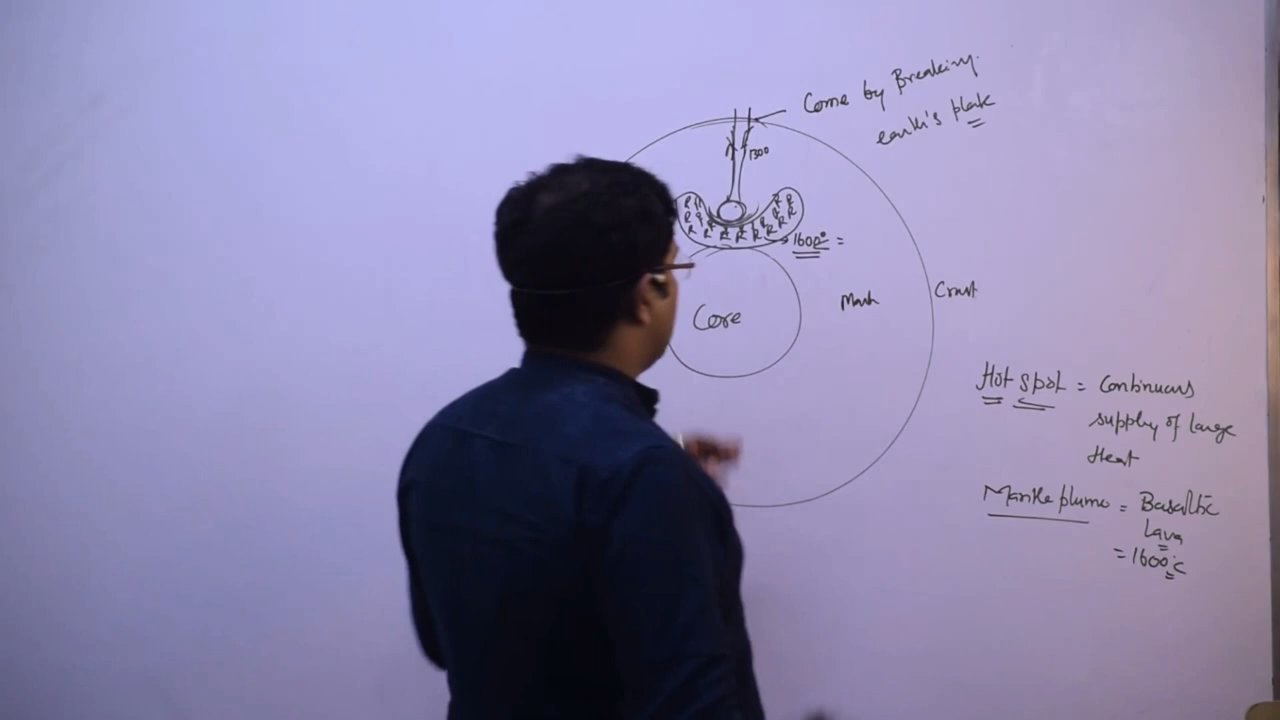 Come by Breaking
earth's plate
1300
1600° =
Core
Crust
Hot spot = Continuous
supply of large
Heat
Mantle plume = Basaltic
Lava
= 1600°C